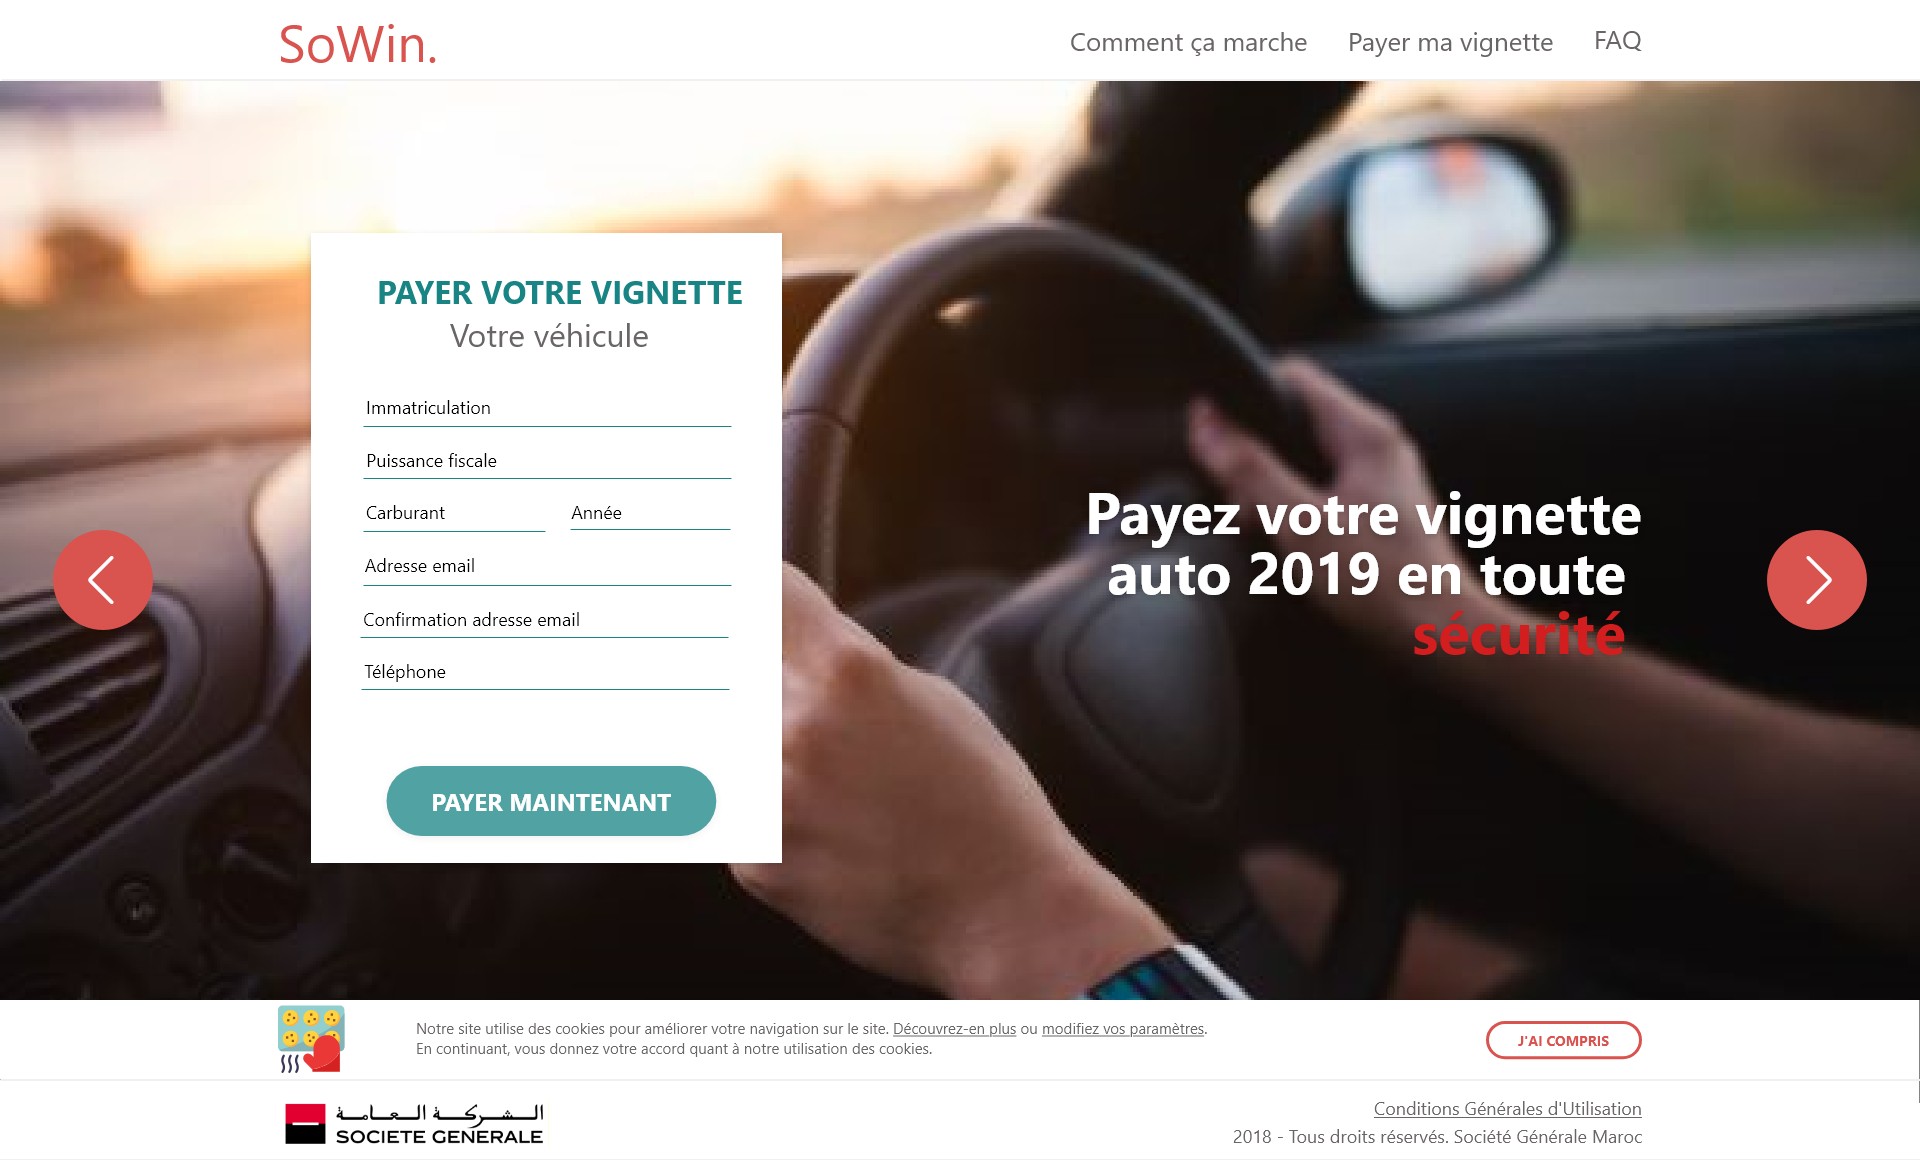 SoWin.
Comment ça marche
Payer ma vignette
FAQ
PAYER VOTRE VIGNETTE
Votre véhicule
Immatriculation
Puissance fiscale
Carburant
Année
Adresse email
Confirmation adresse email
Téléphone
PAYER MAINTENANT
Payez votre vignette
auto 2019 en toute
sécurité
Notre site utilise des cookies pour améliorer votre navigation sur le site. Découvrez-en plus ou modifiez vos paramètres.
En continuant, vous donnez votre accord quant à notre utilisation des cookies.
J'AI COMPRIS
الـشـركـة الـعـامـة
SOCIETE GENERALE
Conditions Générales d'Utilisation
2018 - Tous droits réservés. Société Générale Maroc